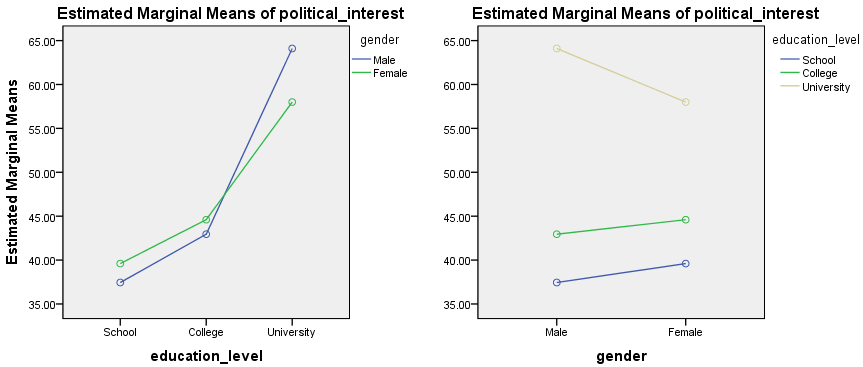 Estimated Marginal Means of political_interest
gender
Male
Female
65.00
60.00
55.00
50.00
45.00
40.00
35.00
Estimated Marginal Means
School College University
education_level
Estimated Marginal Means of political_interest
education_level
School
College
University
65.00
60.00
55.00
50.00
45.00
40.00
35.00
Male Female
gender